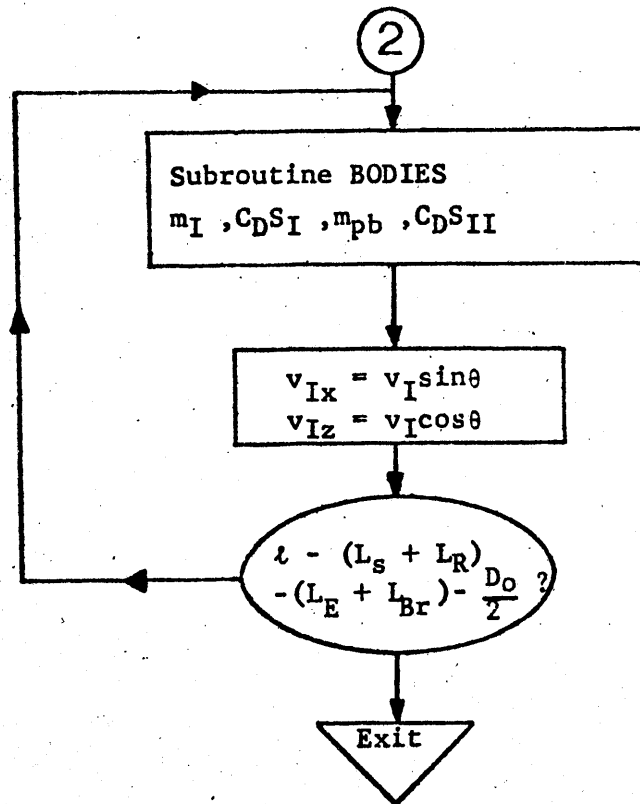 2
Subroutine BODIES
m_I , C_DS_I , m_pb , C_DS_II
v_Ix = v_I sinθ
v_Iz = v_I cosθ
ℓ - (L_s + L_R)
-(L_E + L_Br) - D_o/2 ?
Exit